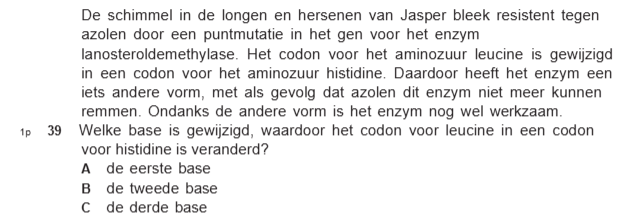 De schimmel in de longen en hersenen van Jasper bleek resistent tegen
azolen door een puntmutatie in het gen voor het enzym
lanosteroldemethylase. Het codon voor het aminozuur leucine is gewijzigd
in een codon voor het aminozuur histidine. Daardoor heeft het enzym een
iets andere vorm, met als gevolg dat azolen dit enzym niet meer kunnen
remmen. Ondanks de andere vorm is het enzym nog wel werkzaam.
1p 39 Welke base is gewijzigd, waardoor het codon voor leucine in een codon
voor histidine is veranderd?
A de eerste base
B de tweede base
C de derde base